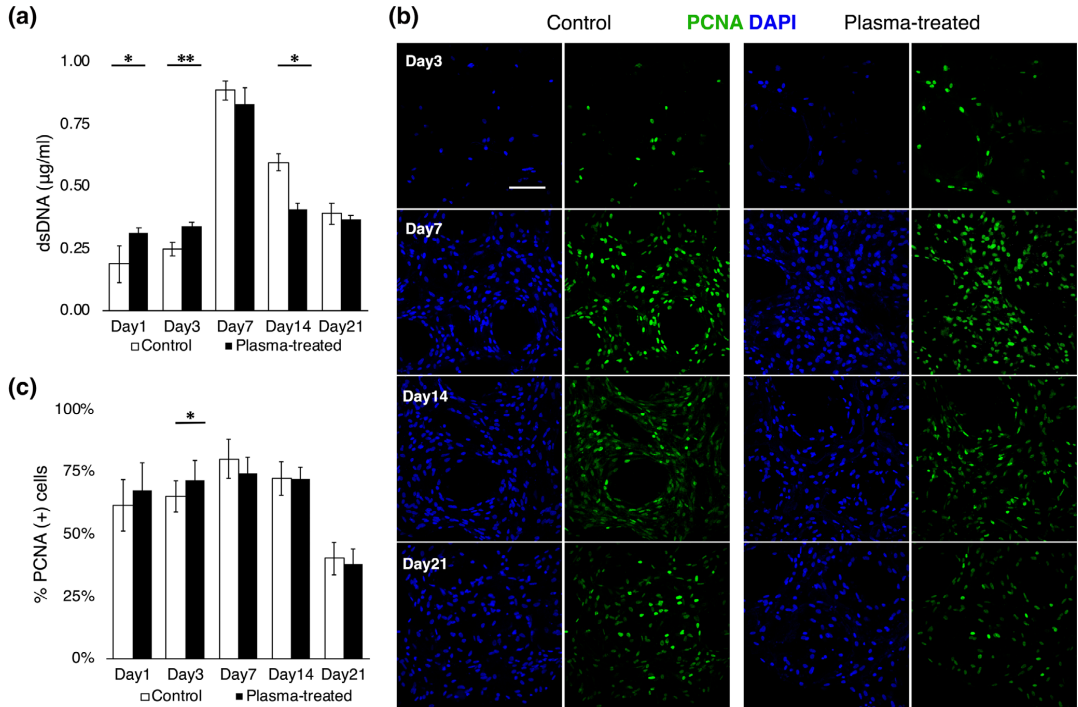 (a)
1.00
0.75
0.50
0.25
0.00
dsDNA (µg/ml)
*
**
*
Day1 Day3 Day7 Day14 Day21
Control Plasma-treated
(b)
Control PCNA DAPI Plasma-treated
Day3
Day7
Day14
Day21
(c)
100%
75%
50%
25%
0%
% PCNA (+) cells
*
Day1 Day3 Day7 Day14 Day21
Control Plasma-treated